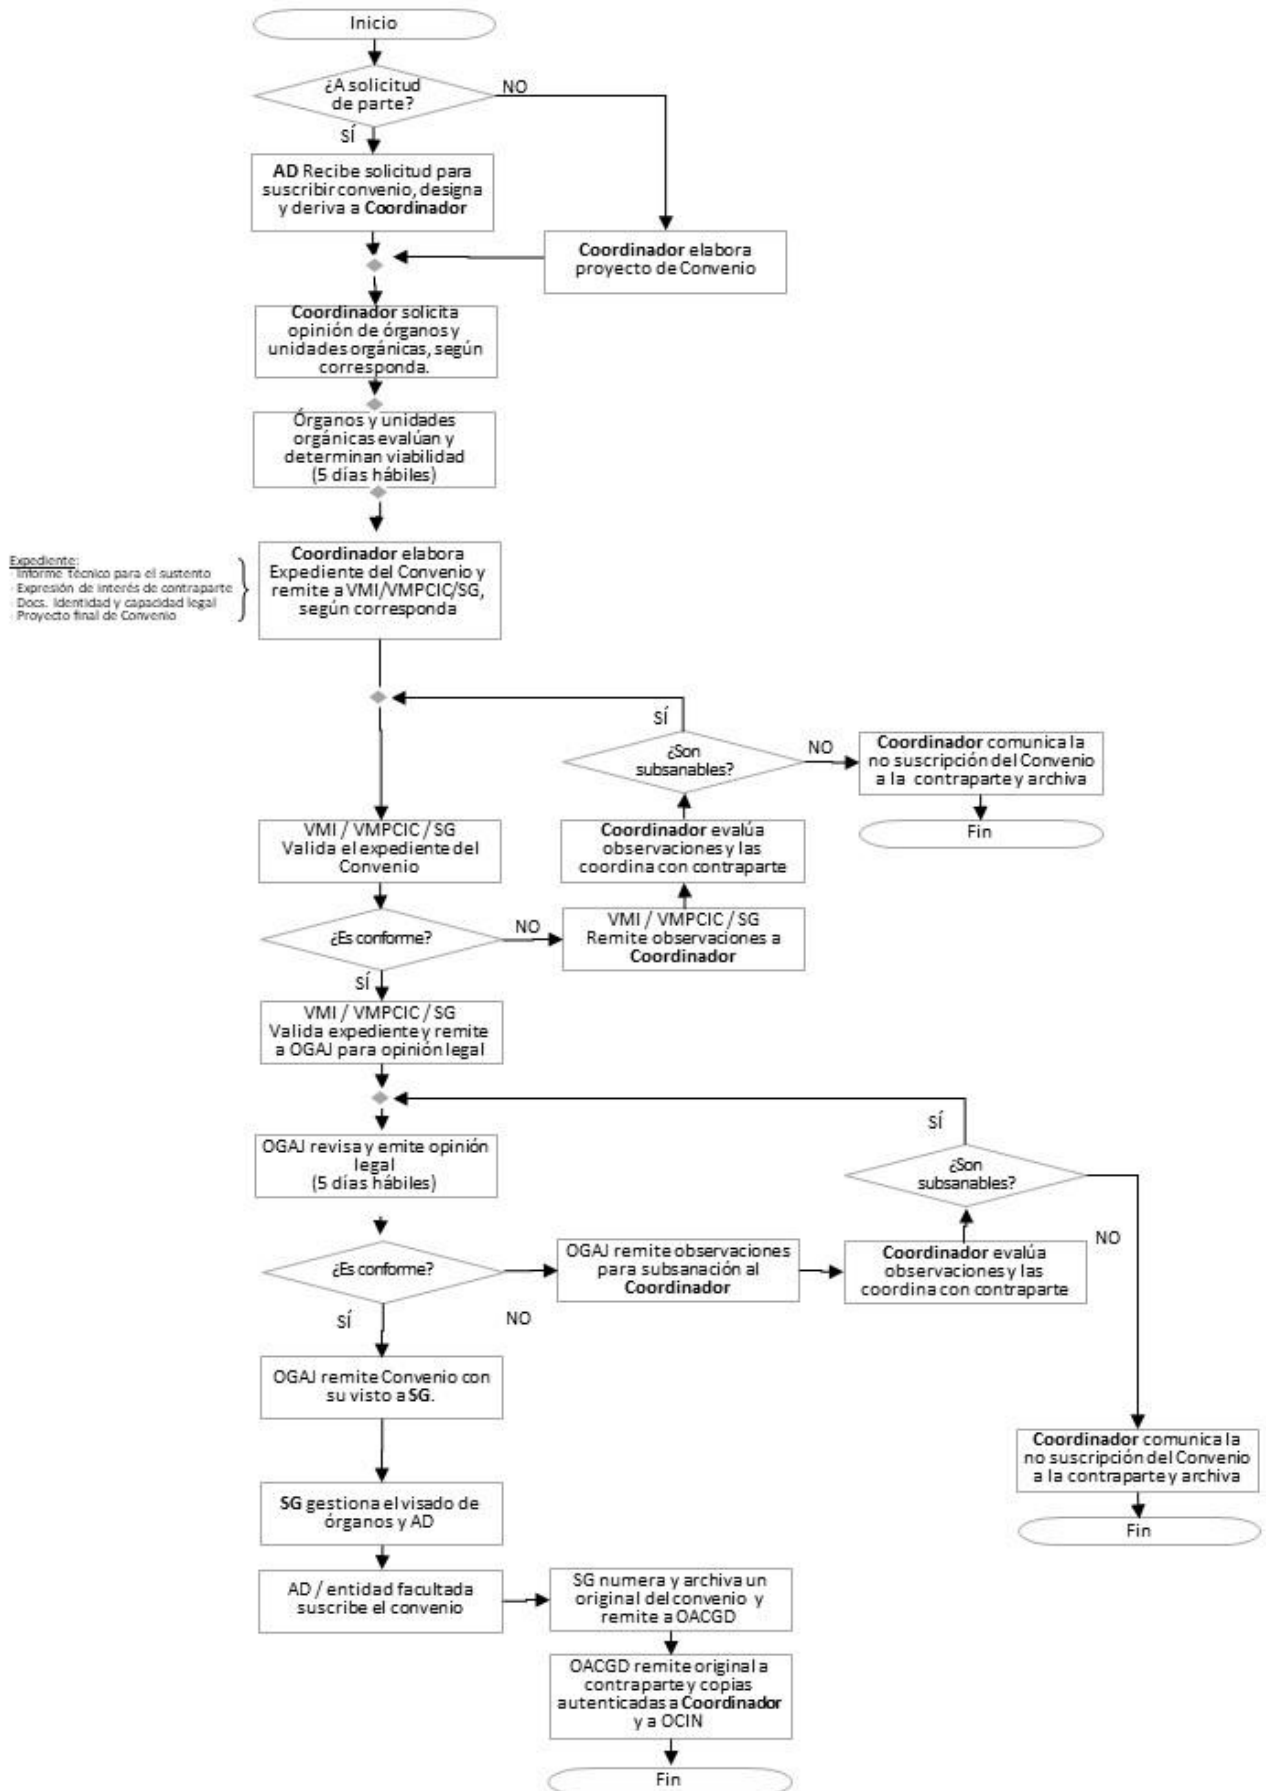 Inicio
¿A solicitud
de parte?
NO
SÍ
AD Recibe solicitud para
suscribir convenio, designa
y deriva a Coordinador
Coordinador elabora
proyecto de Convenio
Coordinador solicita
opinión de órganos y
unidades orgánicas, según
corresponda.
Órganos y unidades
orgánicas evalúan y
determinan viabilidad
(5 días hábiles)
Coordinador elabora
Expediente del Convenio y
remite a VMI/VMPCIC/SG,
según corresponda
Expediente:
· Informe técnico para el sustento
· Expresión de interés de contraparte
· Docs. Identidad y capacidad legal
· Proyecto final de Convenio
SÍ
¿Son
subsanables?
NO
Coordinador comunica la
no suscripción del Convenio
a la contraparte y archiva
Fin
VMI / VMPCIC / SG
Valida el expediente del
Convenio
Coordinador evalúa
observaciones y las
coordina con contraparte
¿Es conforme?
NO
VMI / VMPCIC / SG
Remite observaciones a
Coordinador
SÍ
VMI / VMPCIC / SG
Valida expediente y remite
a OGAJ para opinión legal
SÍ
OGAJ revisa y emite opinión
legal
(5 días hábiles)
¿Son
subsanables?
NO
¿Es conforme?
OGAJ remite observaciones
para subsanación al
Coordinador
Coordinador evalúa
observaciones y las
coordina con contraparte
SÍ
NO
OGAJ remite Convenio con
su visto a SG.
Coordinador comunica la
no suscripción del Convenio
a la contraparte y archiva
Fin
SG gestiona el visado de
órganos y AD
AD / entidad facultada
suscribe el convenio
SG numera y archiva un
original del convenio y
remite a OACGD
OACGD remite original a
contraparte y copias
autenticadas a Coordinador
y a OCIN
Fin